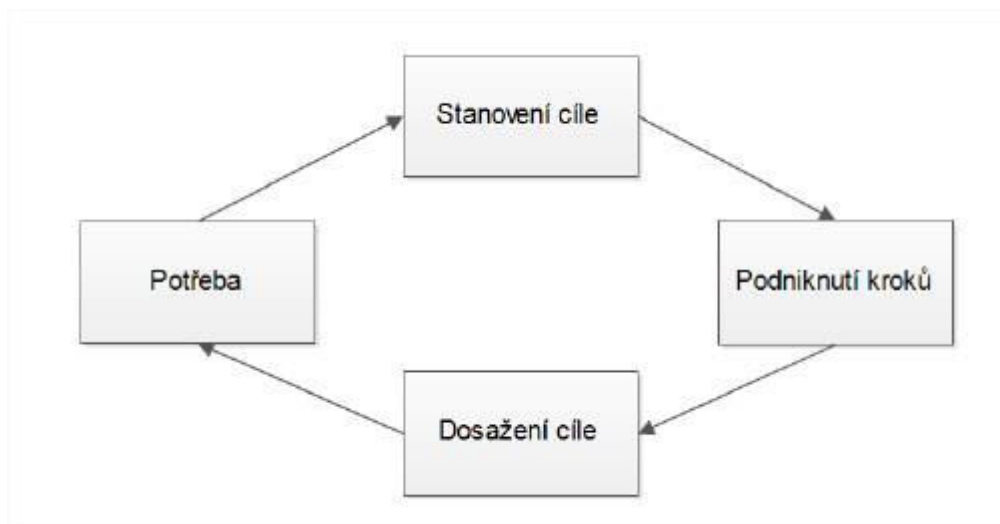 Stanovení cíle
Potřeba
Podniknutí kroků
Dosažení cíle